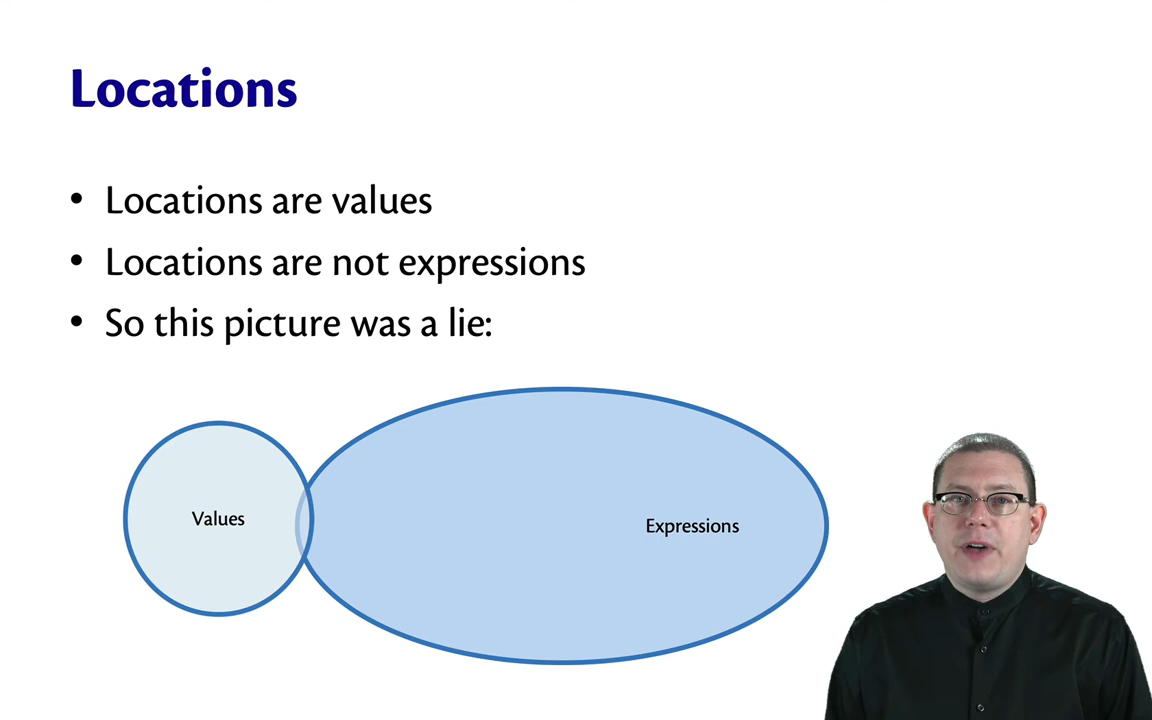 Locations
• Locations are values
• Locations are not expressions
• So this picture was a lie:
Values
Expressions